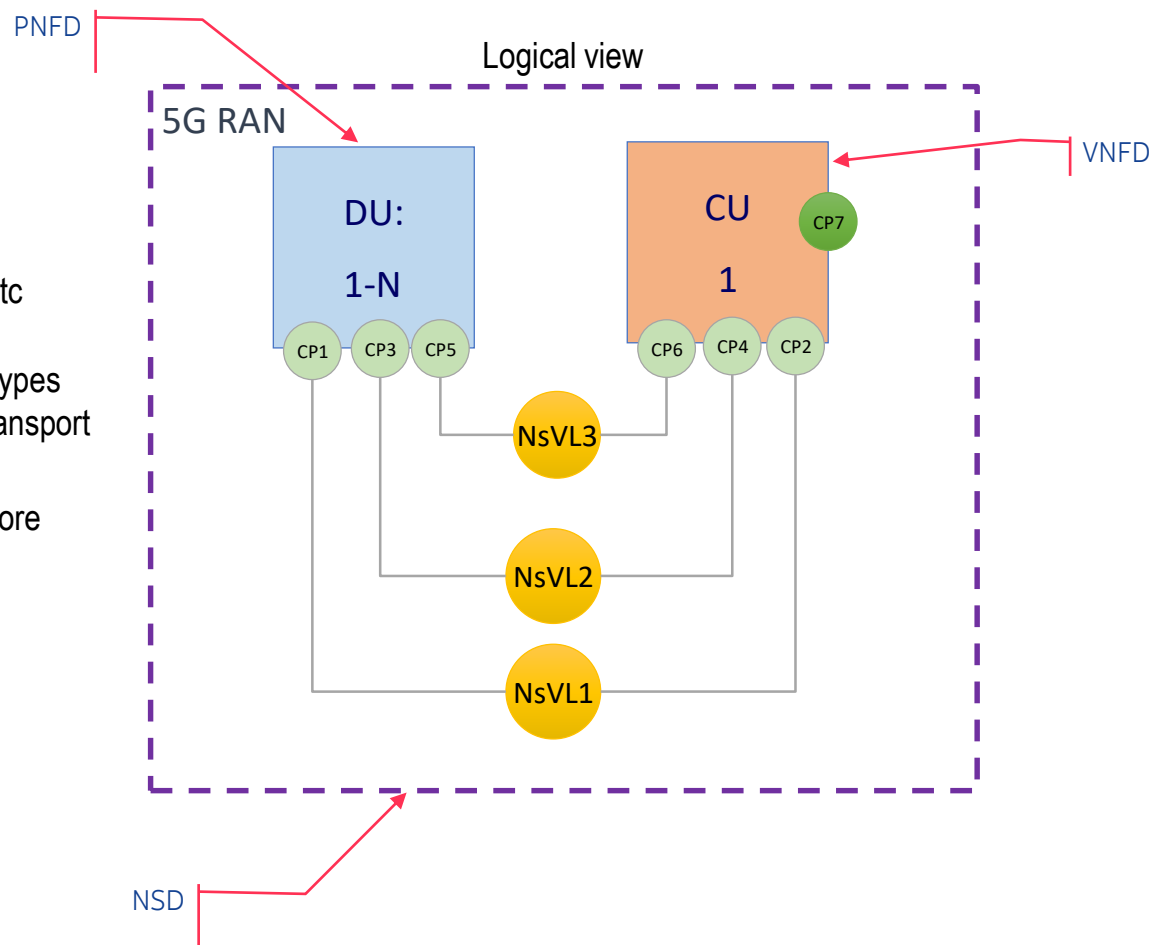 PNFD
Logical view
5G RAN
VNFD
DU:
1-N
CU
1
CP7
tc
ypes
ansport
ore
CP1
CP3
CP5
CP6
CP4
CP2
NsVL3
NsVL2
NsVL1
NSD